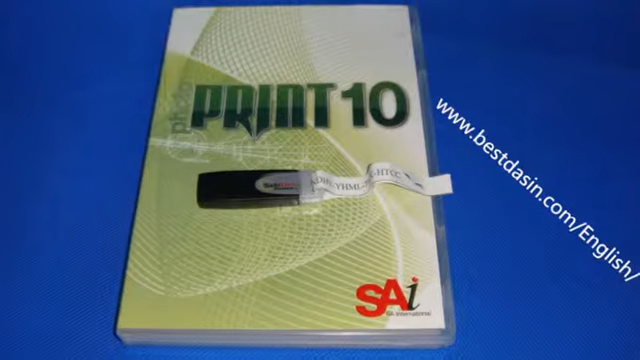 photo
PRINT 10
SAi
SA International
www.bestdasin.com/English/